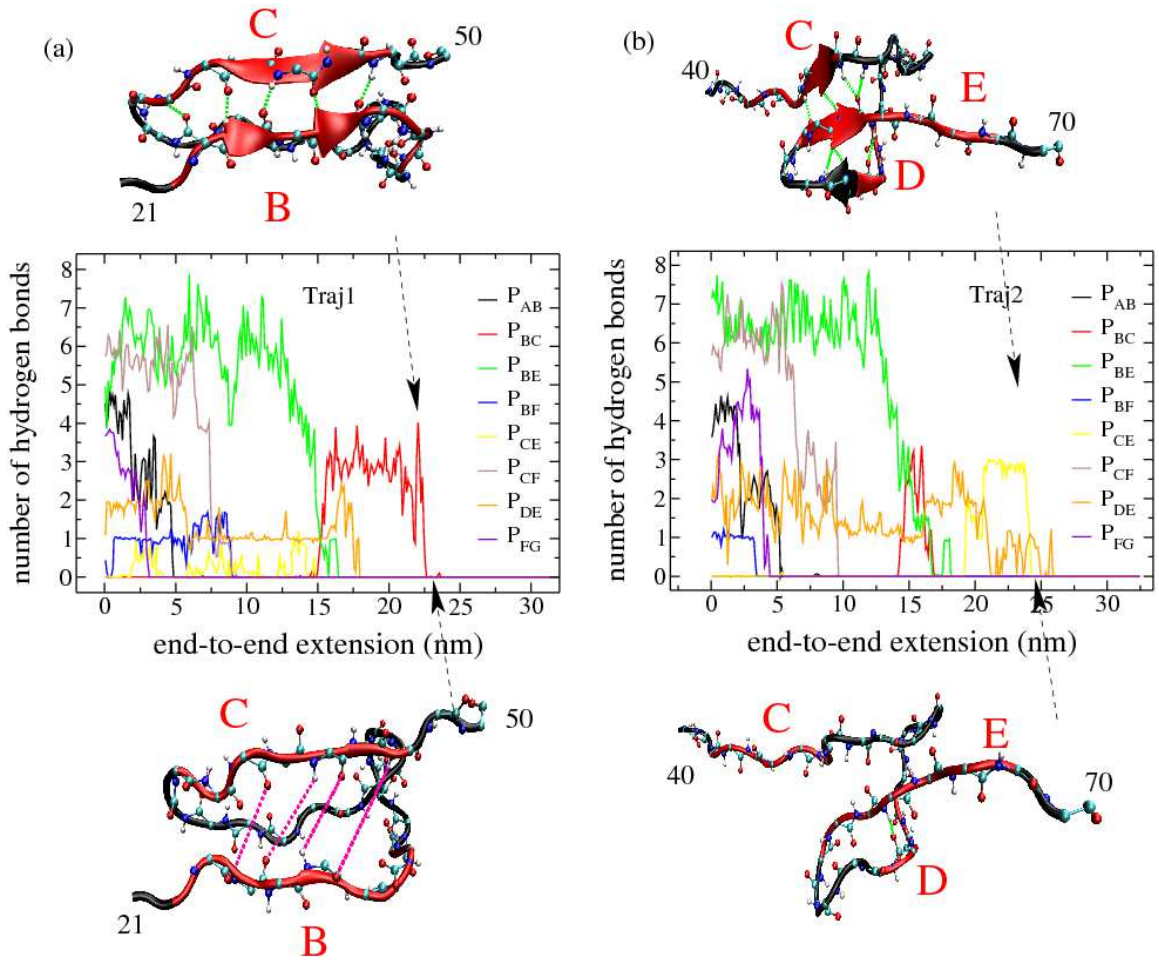 (a)
C
50
21
B
(b)
C
40
E
70
D
number of hydrogen bonds
8
7
6
5
4
3
2
1
0
Traj1
P_AB
P_BC
P_BE
P_BF
P_CE
P_CF
P_DE
P_FG
0 5 10 15 20 25 30
end-to-end extension (nm)
number of hydrogen bonds
8
7
6
5
4
3
2
1
0
Traj2
P_AB
P_BC
P_BE
P_BF
P_CE
P_CF
P_DE
P_FG
0 5 10 15 20 25 30
end-to-end extension (nm)
C
50
21
B
C
40
E
70
D